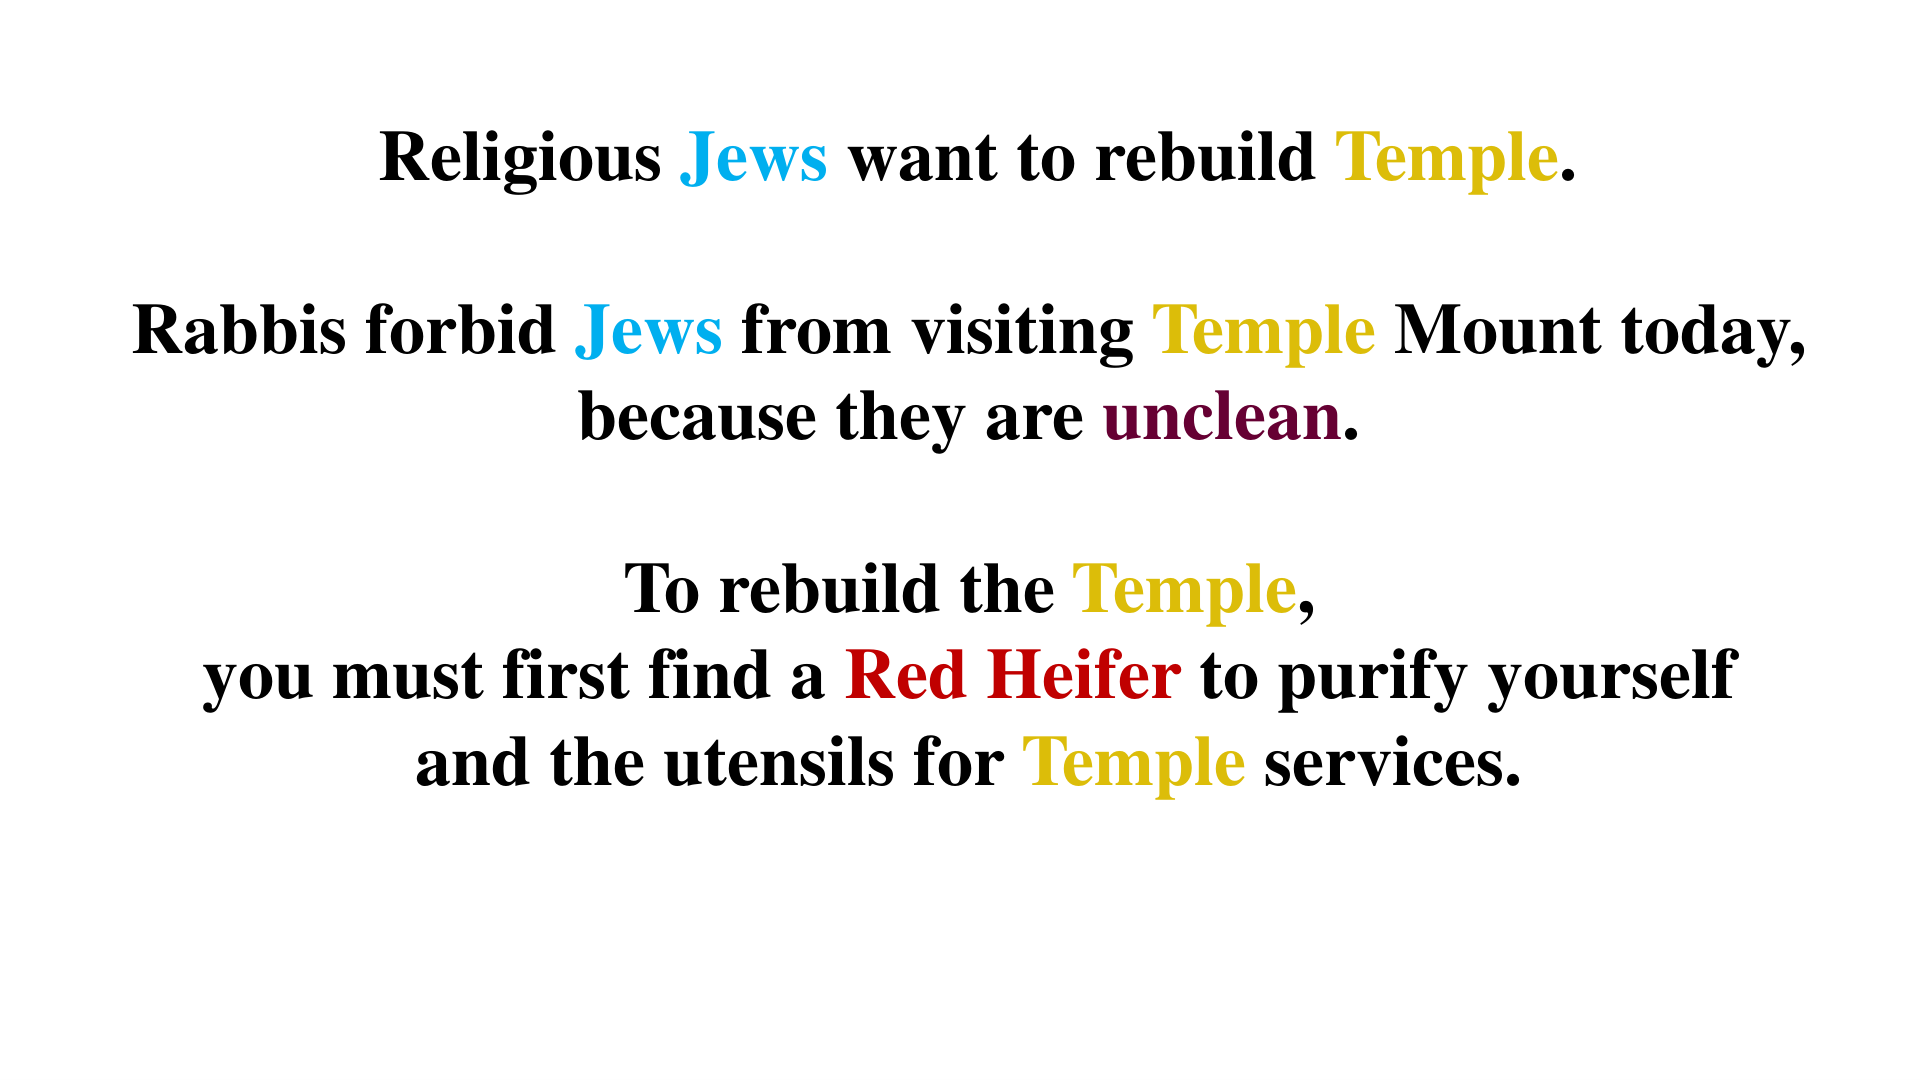 Religious Jews want to rebuild Temple.
Rabbis forbid Jews from visiting Temple Mount today,
because they are unclean.
To rebuild the Temple,
you must first find a Red Heifer to purify yourself
and the utensils for Temple services.